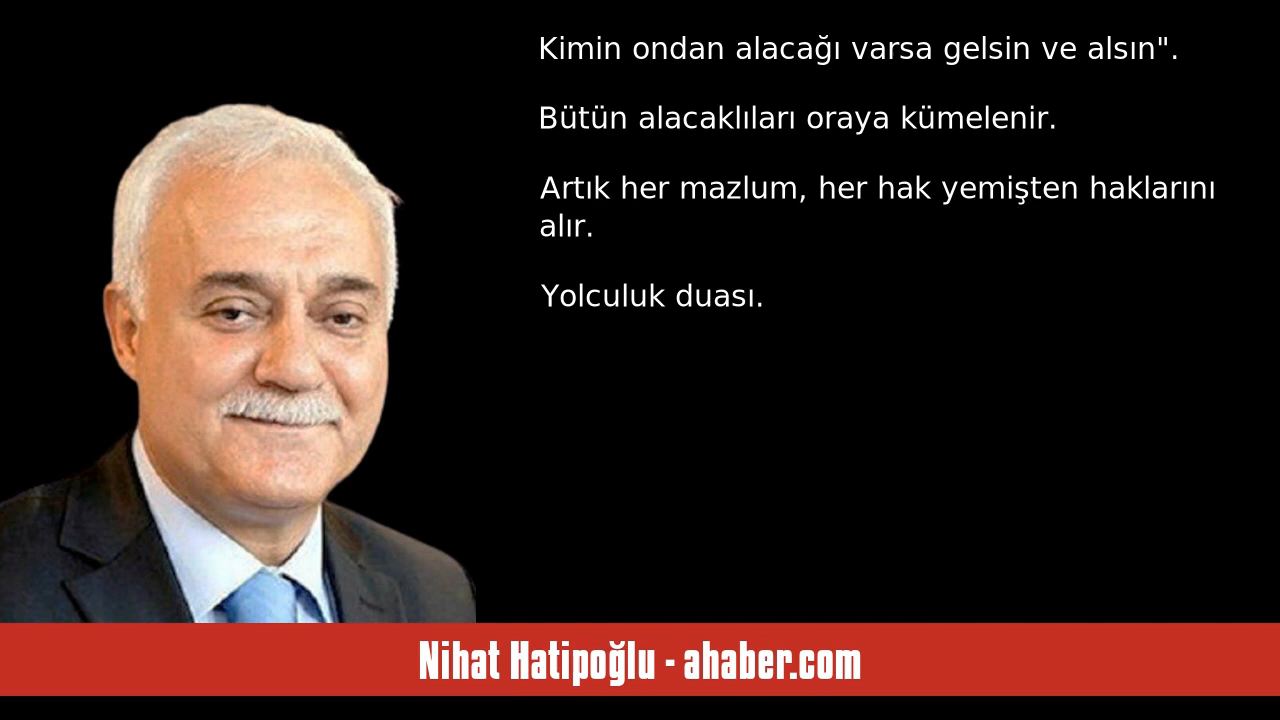 Kimin ondan alacağı varsa gelsin ve alsın".
Bütün alacaklıları oraya kümelenir.
Artık her mazlum, her hak yemişten haklarını
alır.
Yolculuk duası.
Nihat Hatipoğlu - ahaber.com